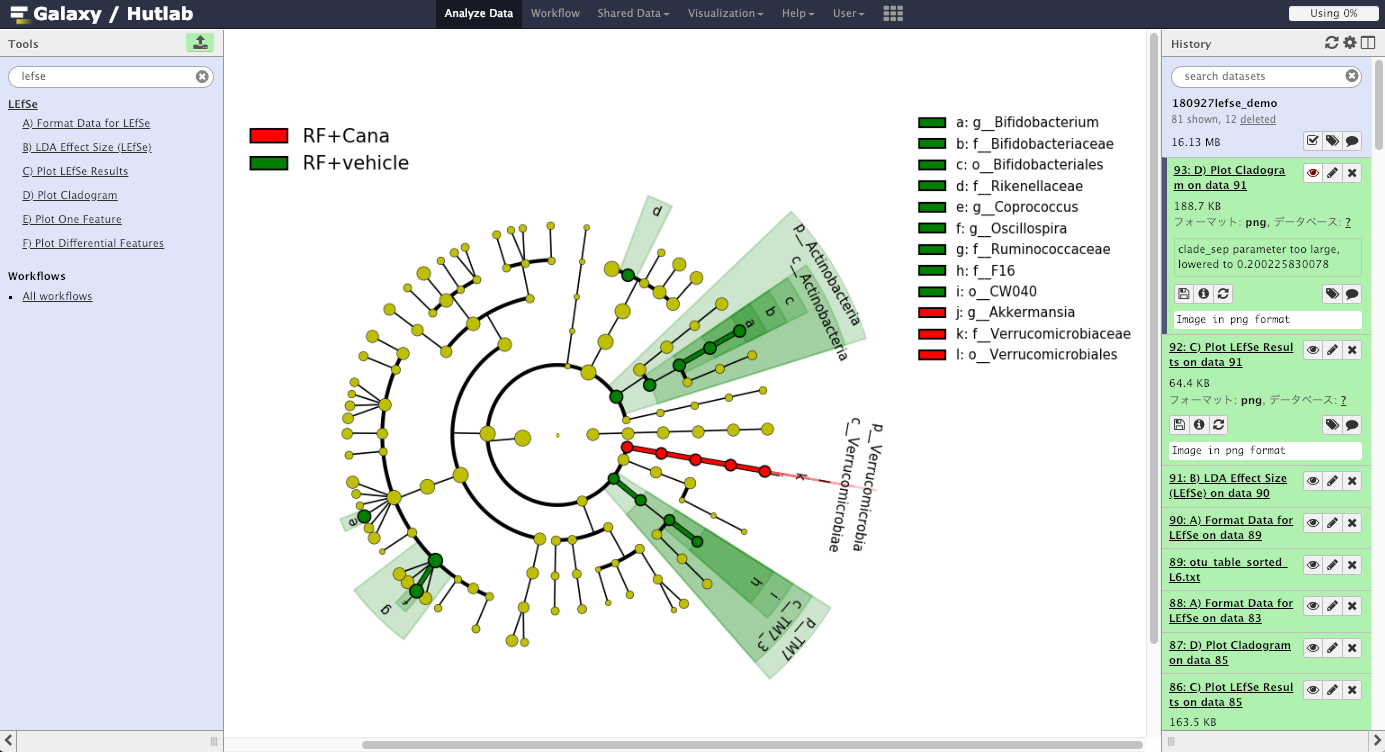 Galaxy / Hutlab
Analyze Data Workflow Shared Data Visualization Help User
Using 0%
Tools
lefse
LEfSe
A) Format Data for LEfSe
B) LDA Effect Size (LEfSe)
C) Plot LEfSe Results
D) Plot Cladogram
E) Plot One Feature
F) Plot Differential Features
Workflows
All workflows
RF+Cana
RF+vehicle
a: g__Bifidobacterium
b: f__Bifidobacteriaceae
c: o__Bifidobacteriales
d: f__Rikenellaceae
e: g__Coprococcus
f: g__Oscillospira
g: f__Ruminococcaceae
h: f__F16
i: o__CW040
j: g__Akkermansia
k: f__Verrucomicrobiaceae
l: o__Verrucomicrobiales
d
p__Actinobacteria
c__Actinobacteria
c
b
a
p__Verrucomicrobia
c__Verrucomicrobiae
k
e
g
f
h
i
c__TM7_3
p__TM7
History
search datasets
180927lefse_demo
81 shown, 12 deleted
16.13 MB
93: D) Plot Cladogra
m on data 91
188.7 KB
フォーマット: png, データベース: ?
clade_sep parameter too large,
lowered to 0.200225830078
Image in png format
92: C) Plot LEfSe Resul
ts on data 91
64.4 KB
フォーマット: png, データベース: ?
Image in png format
91: B) LDA Effect Size
(LEfSe) on data 90
90: A) Format Data for
LEfSe on data 89
89: otu_table_sorted_
L6.txt
88: A) Format Data for
LEfSe on data 83
87: D) Plot Cladogram
on data 85
86: C) Plot LEfSe Resul
ts on data 85
163.5 KB